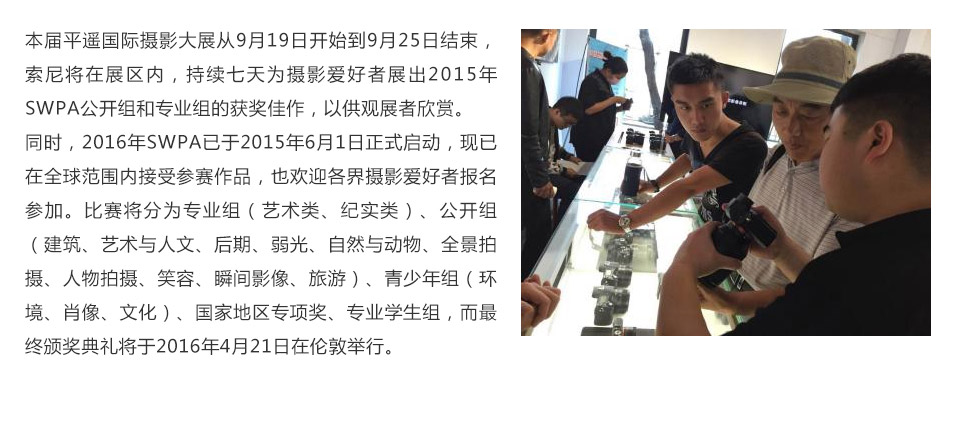 本届平遥国际摄影大展从9月19日开始到9月25日结束，
索尼将在展区内，持续七天为摄影爱好者展出2015年
SWPA公开组和专业组的获奖佳作，以供观展者欣赏。
同时，2016年SWPA已于2015年6月1日正式启动，现已
在全球范围内接受参赛作品，也欢迎各界摄影爱好者报名
参加。比赛将分为专业组（艺术类、纪实类）、公开组
（建筑、艺术与人文、后期、弱光、自然与动物、全景拍
摄、人物拍摄、笑容、瞬间影像、旅游）、青少年组（环
境、肖像、文化）、国家地区专项奖、专业学生组，而最
终颁奖典礼将于2016年4月21日在伦敦举行。